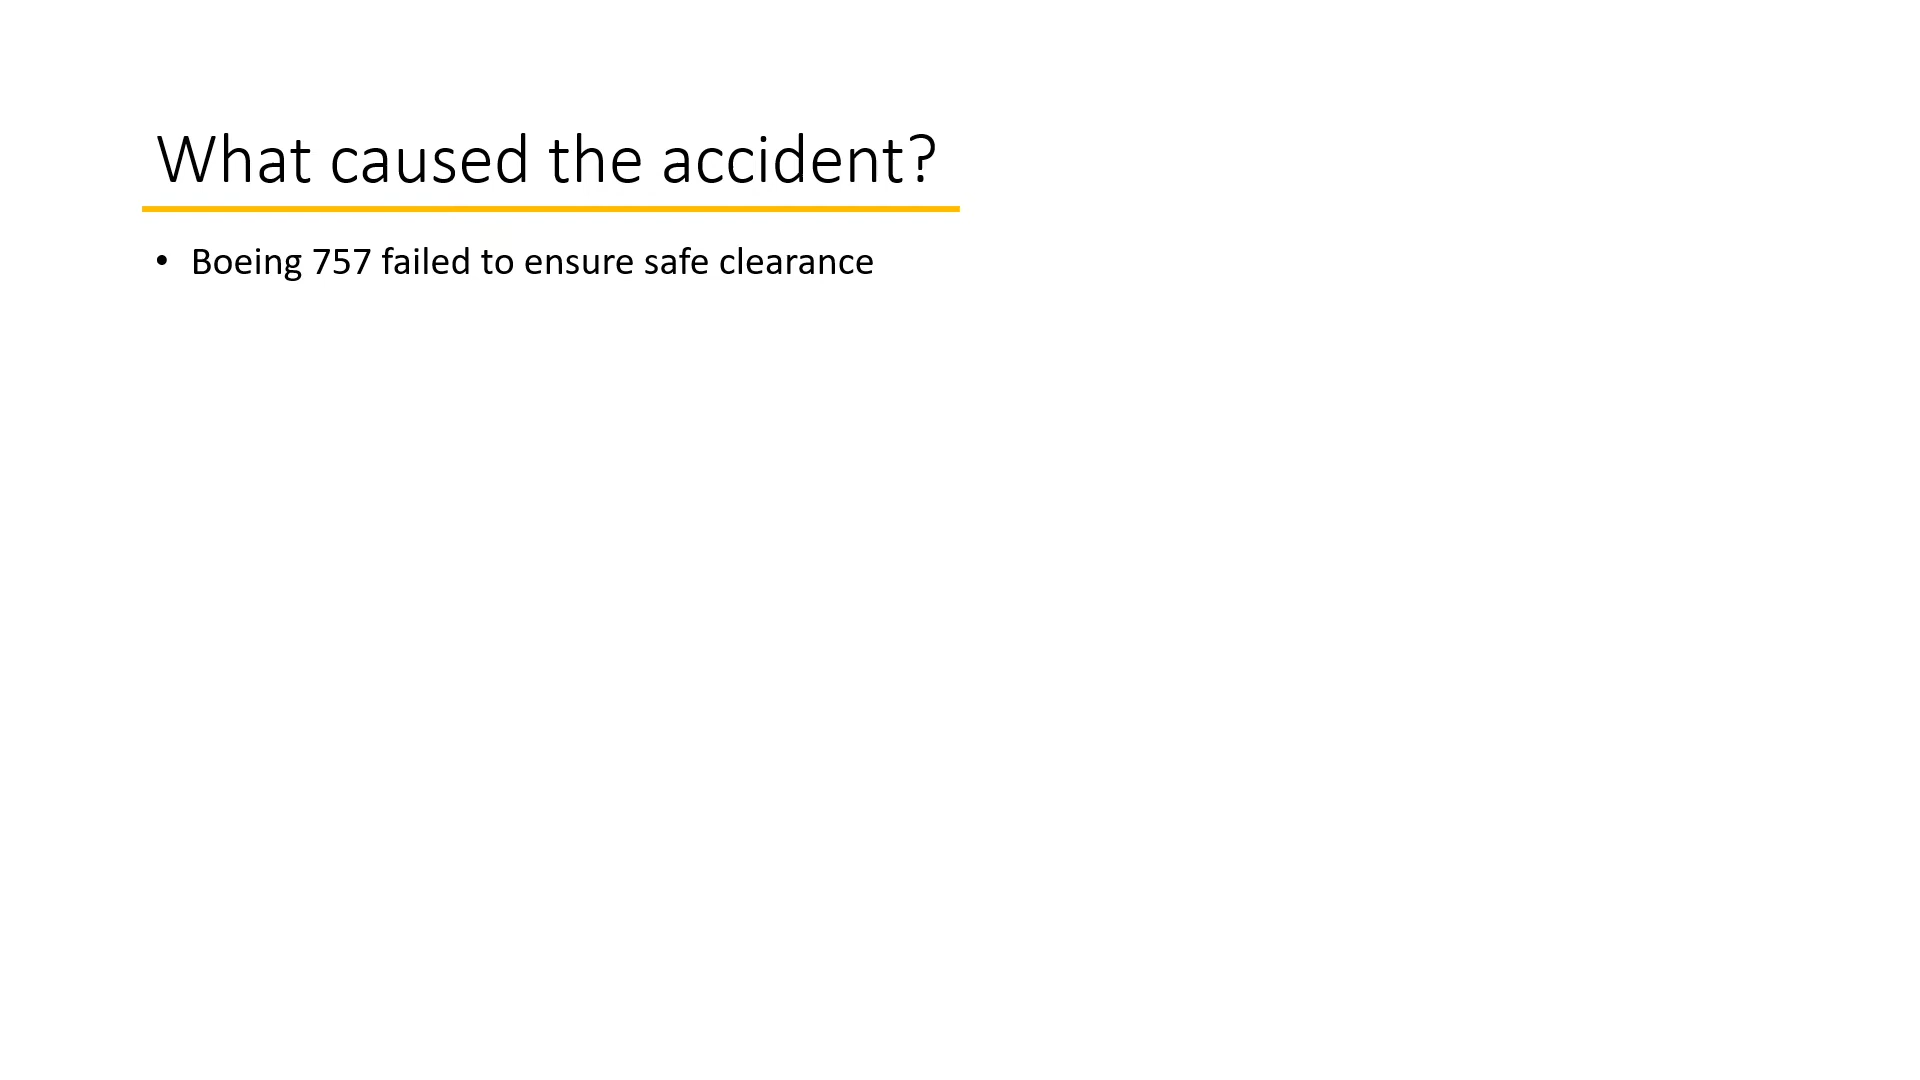 What caused the accident?
• Boeing 757 failed to ensure safe clearance